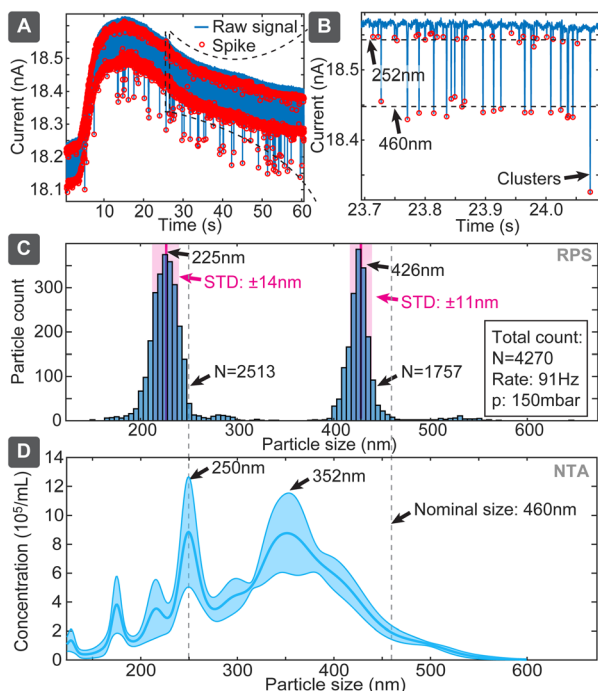 A
Raw signal
Spike
Current (nA)
18.5
18.4
18.3
18.2
18.1
10 20 30 40 50 60
Time (s)
B
Current (nA)
18.5
18.4
252nm
460nm
Clusters
23.7 23.8 23.9 24.0
Time (s)
C
RPS
225nm
STD: ±14nm
426nm
STD: ±11nm
N=2513
N=1757
Total count:
N=4270
Rate: 91Hz
p: 150mbar
Particle count
300
200
100
0
200 300 400 500 600
Particle size (nm)
D
NTA
250nm
352nm
Nominal size: 460nm
Concentration (10⁵/mL)
14
12
10
8
6
4
2
0
200 300 400 500 600
Particle size (nm)